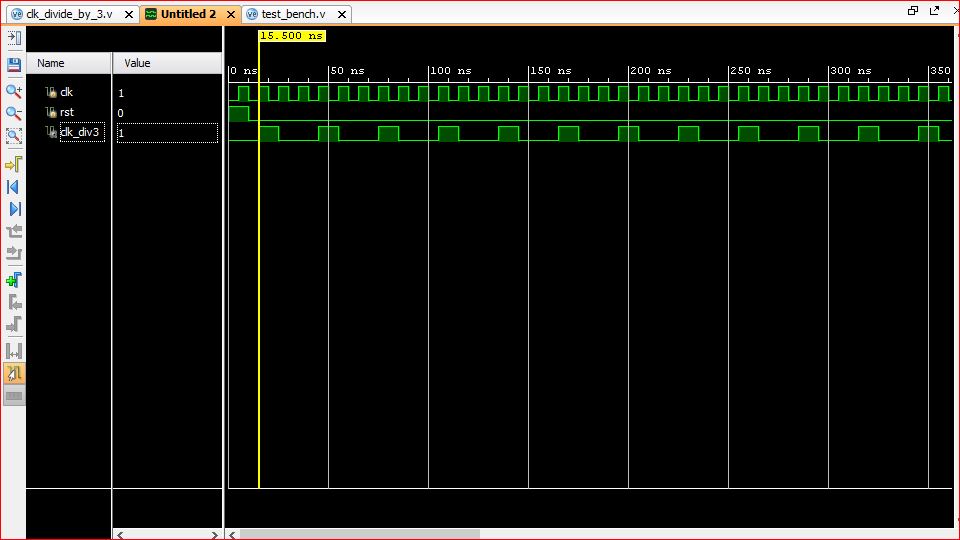 clk_divide_by_3.v Untitled 2 test_bench.v
15.500 ns
Name Value
0 ns 50 ns 100 ns 150 ns 200 ns 250 ns 300 ns 350
clk 1
rst 0
clk_div3 1